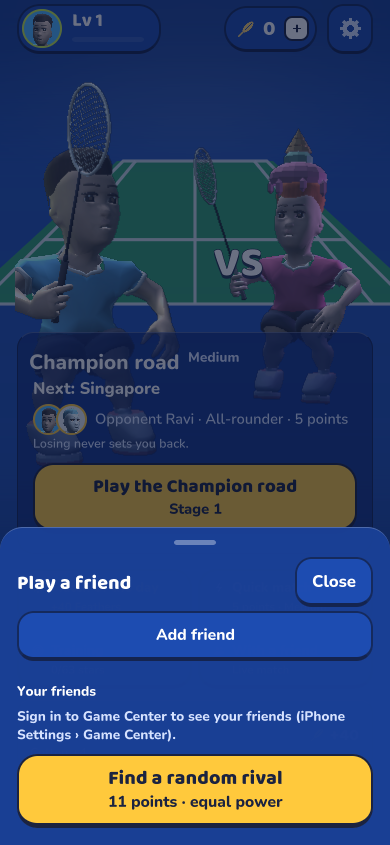 Lv 1
0
+
VS
Champion road Medium
Next: Singapore
Opponent Ravi · All-rounder · 5 points
Losing never sets you back.
Play the Champion road
Stage 1
Play a friend
Close
Add friend
Your friends
Sign in to Game Center to see your friends (iPhone
Settings › Game Center).
Find a random rival
11 points · equal power